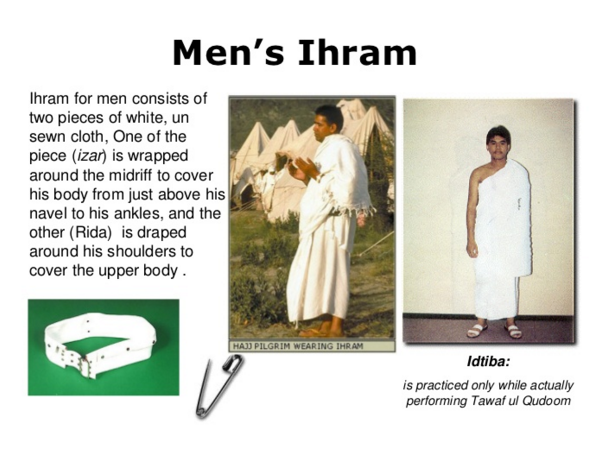 Men's Ihram
Ihram for men consists of
two pieces of white, un
sewn cloth, One of the
piece (izar) is wrapped
around the midriff to cover
his body from just above his
navel to his ankles, and the
other (Rida)  is draped
around his shoulders to
cover the upper body .
HAJJ PILGRIM WEARING IHRAM
Idtiba:
is practiced only while actually
performing Tawaf ul Qudoom